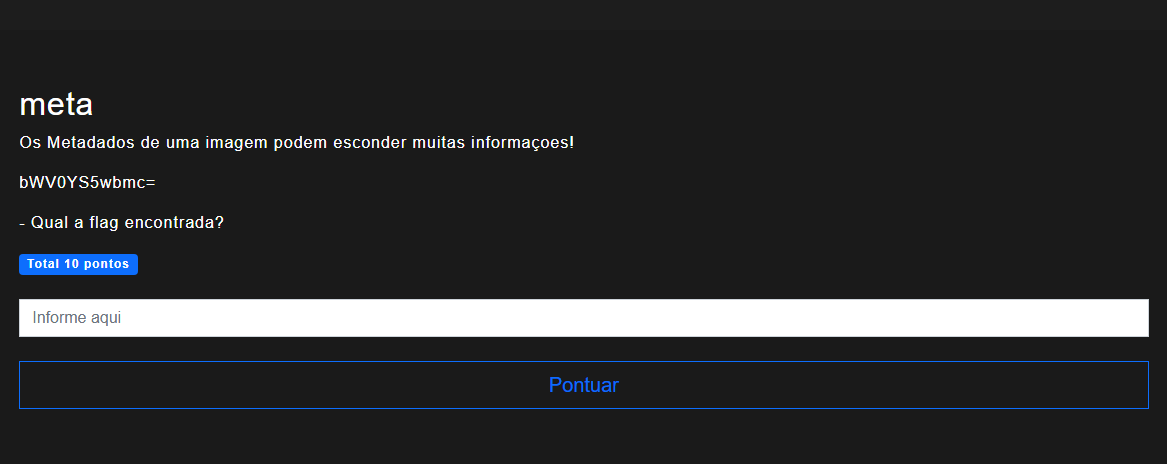 meta
Os Metadados de uma imagem podem esconder muitas informaçoes!
bWV0YS5wbmc=
- Qual a flag encontrada?
Total 10 pontos
Informe aqui
Pontuar